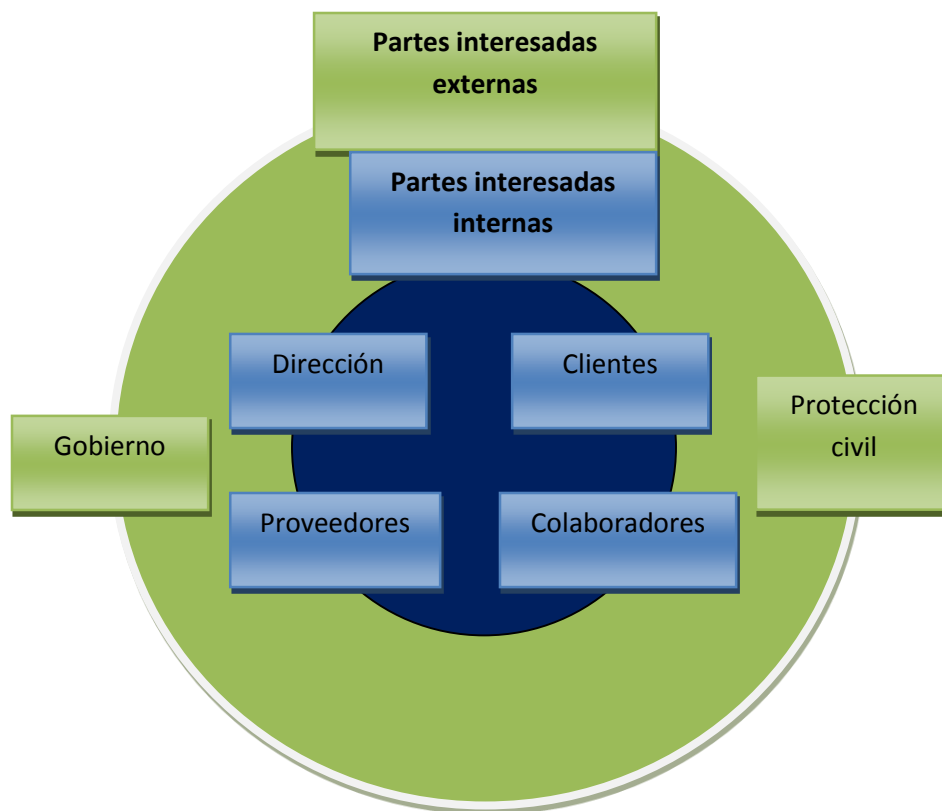 Partes interesadas
externas
Partes interesadas
internas
Dirección
Clientes
Gobierno
Protección
civil
Proveedores
Colaboradores